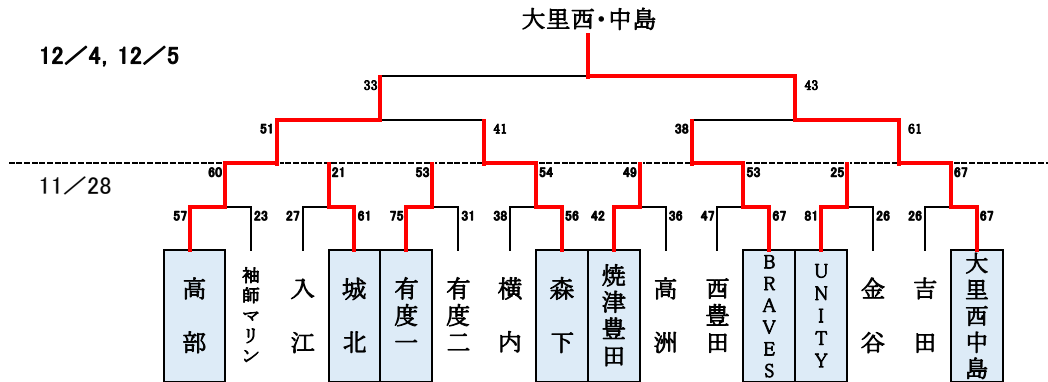 大里西・中島
12／4, 12／5
33 43
51 41 38 61
11／28
60 21 53 54 49 53 25 67
57 23 27 61 75 31 38 56 42 36 47 67 81 26 26 67
高部
袖師マリン
入江
城北
有度一
有度二
横内
森下
焼津豊田
高洲
西豊田
BRAVES
UNITY
金谷
吉田
大里西中島